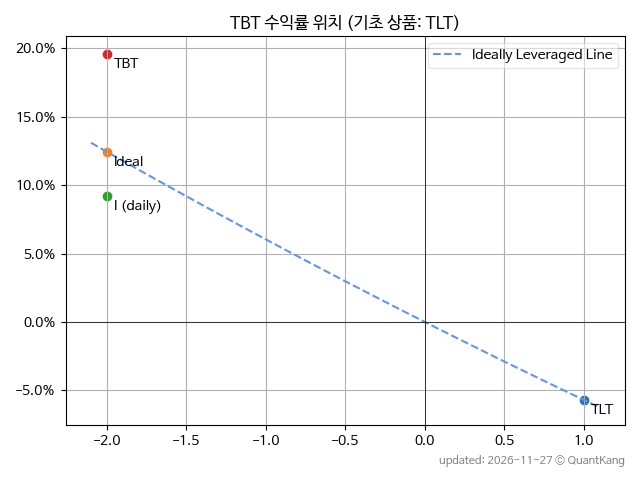 TBT 수익률 위치 (기초 상품: TLT)
20.0%
15.0%
10.0%
5.0%
0.0%
−5.0%
Ideally Leveraged Line
TBT
Ideal
I (daily)
TLT
−2.0 −1.5 −1.0 −0.5 0.0 0.5 1.0
updated: 2026-11-27 © QuantKang